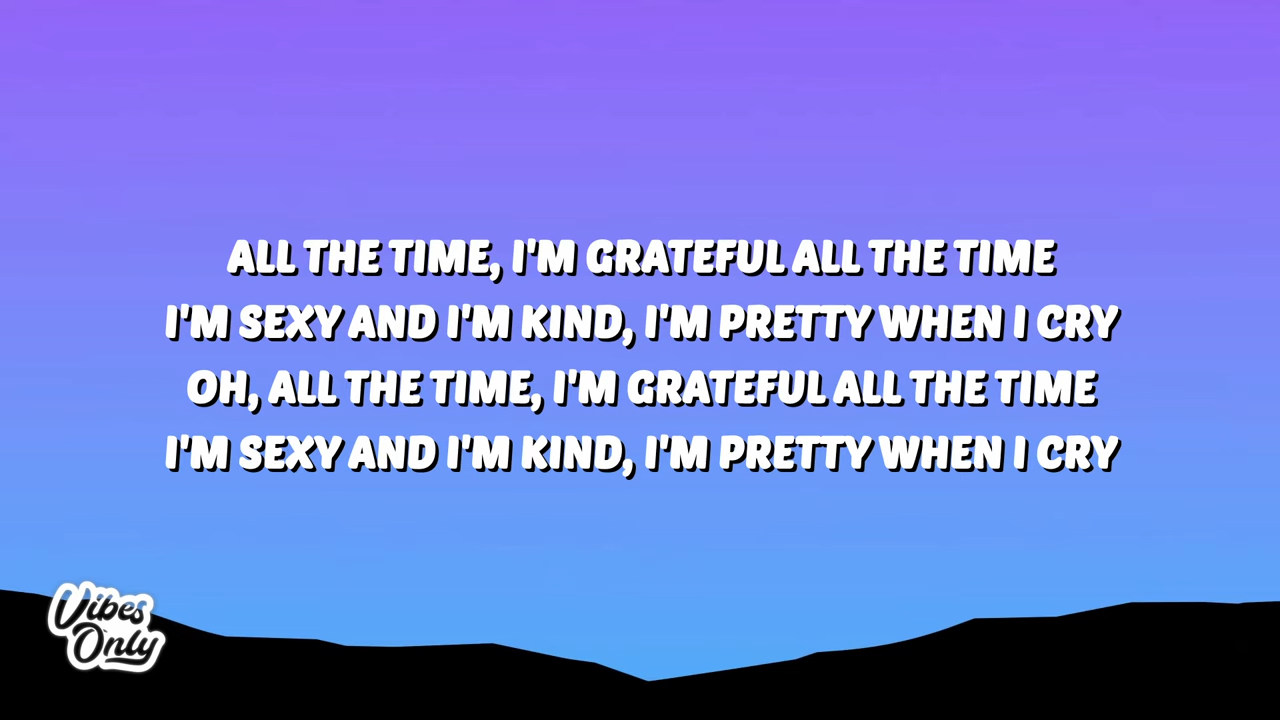 ALL THE TIME, I'M GRATEFUL ALL THE TIME
I'M SEXY AND I'M KIND, I'M PRETTY WHEN I CRY
OH, ALL THE TIME, I'M GRATEFUL ALL THE TIME
I'M SEXY AND I'M KIND, I'M PRETTY WHEN I CRY
Vibes
Only